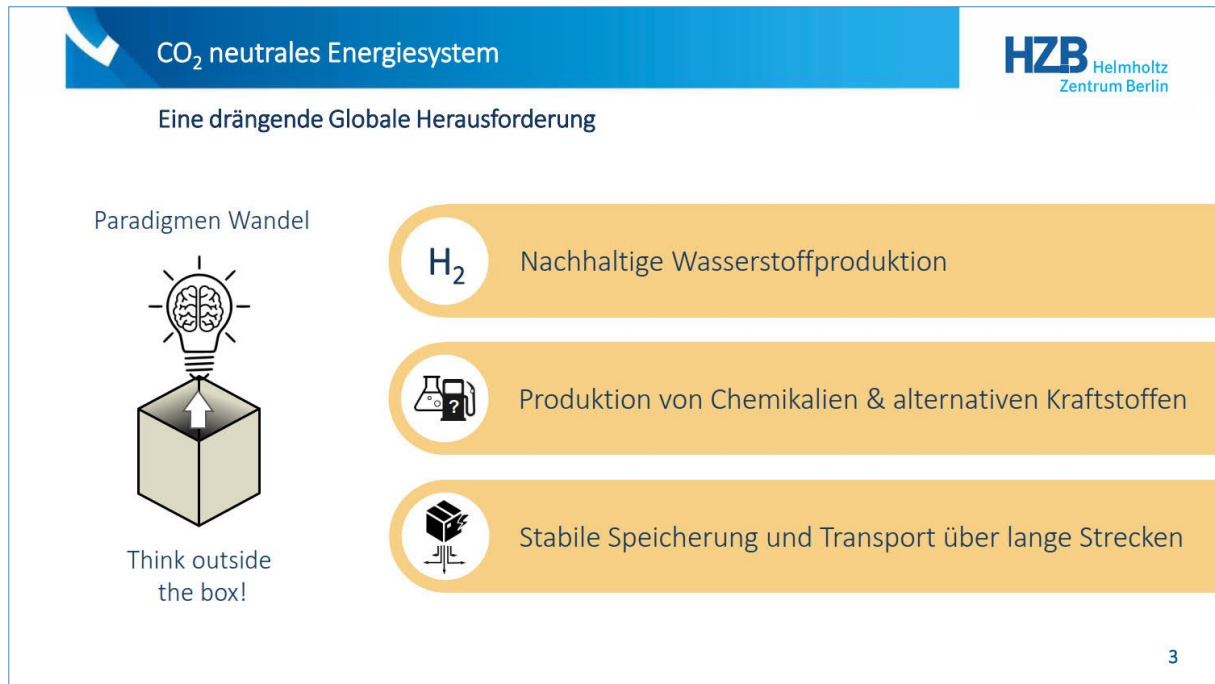 CO₂ neutrales Energiesystem
HZB Helmholtz
Zentrum Berlin
Eine drängende Globale Herausforderung
Paradigmen Wandel
Think outside
the box!
H₂
Nachhaltige Wasserstoffproduktion
?
Produktion von Chemikalien & alternativen Kraftstoffen
Stabile Speicherung und Transport über lange Strecken
3